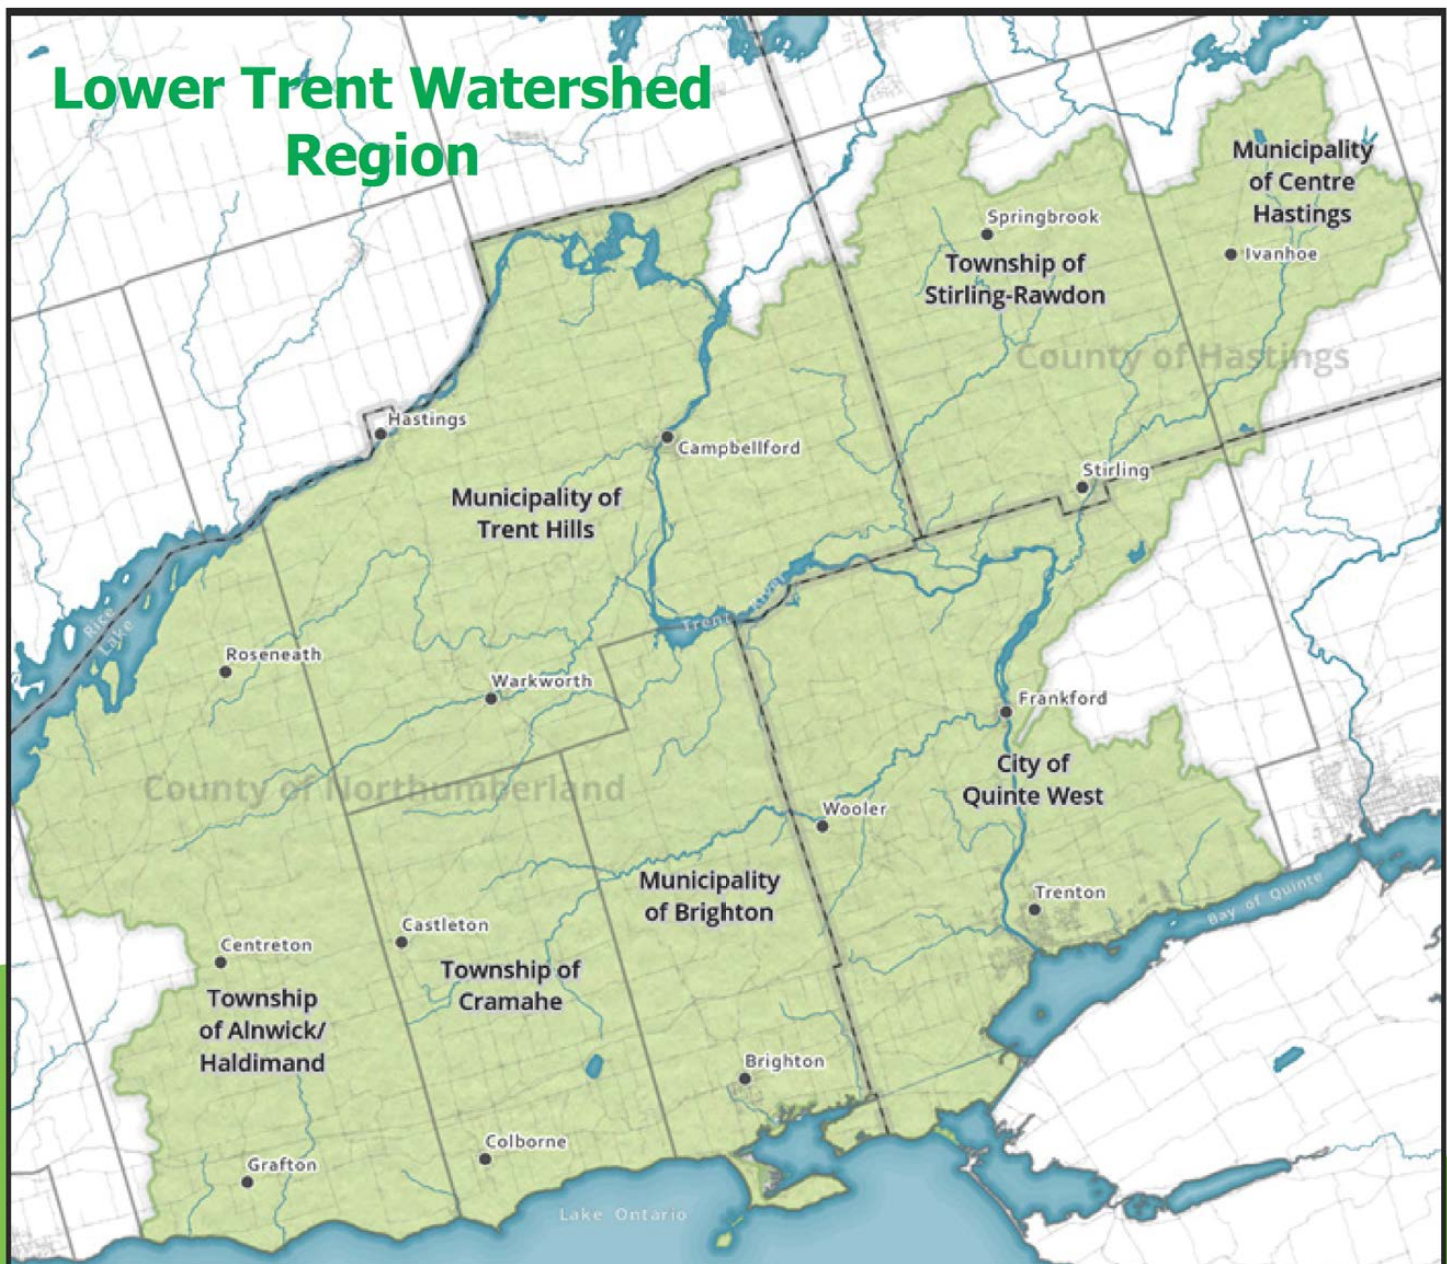 Lower Trent Watershed
Region
Municipality
of Centre
Hastings
Springbrook
Ivanhoe
Township of
Stirling-Rawdon
County of Hastings
Hastings
Campbellford
Stirling
Municipality of
Trent Hills
Rice
Lake
Trent River
Roseneath
Warkworth
Frankford
City of
Quinte West
County of Northumberland
Wooler
Municipality
of Brighton
Trenton
Bay of Quinte
Castleton
Centreton
Township of
Cramahe
Township
of Alnwick/
Haldimand
Brighton
Colborne
Grafton
Lake Ontario